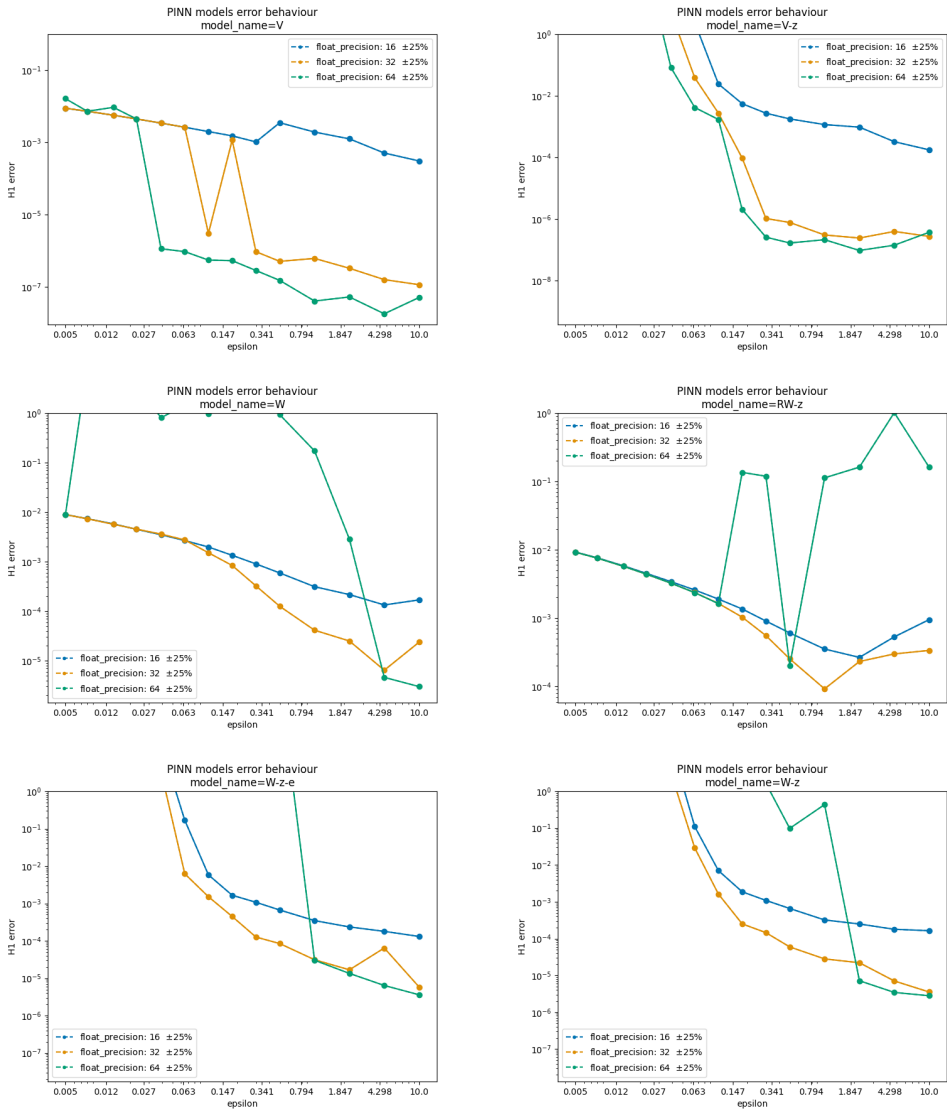 PINN models error behaviour
model_name=V
float_precision: 16 ±25%
float_precision: 32 ±25%
float_precision: 64 ±25%
10⁻¹
10⁻³
10⁻⁵
10⁻⁷
H1 error
0.005 0.012 0.027 0.063 0.147 0.341 0.794 1.847 4.298 10.0
epsilon
PINN models error behaviour
model_name=V-z
float_precision: 16 ±25%
float_precision: 32 ±25%
float_precision: 64 ±25%
10⁰
10⁻²
10⁻⁴
10⁻⁶
10⁻⁸
H1 error
0.005 0.012 0.027 0.063 0.147 0.341 0.794 1.847 4.298 10.0
epsilon
PINN models error behaviour
model_name=W
10⁰
10⁻¹
10⁻²
10⁻³
10⁻⁴
10⁻⁵
H1 error
float_precision: 16 ±25%
float_precision: 32 ±25%
float_precision: 64 ±25%
0.005 0.012 0.027 0.063 0.147 0.341 0.794 1.847 4.298 10.0
epsilon
PINN models error behaviour
model_name=RW-z
float_precision: 16 ±25%
float_precision: 32 ±25%
float_precision: 64 ±25%
10⁰
10⁻¹
10⁻²
10⁻³
10⁻⁴
H1 error
0.005 0.012 0.027 0.063 0.147 0.341 0.794 1.847 4.298 10.0
epsilon
PINN models error behaviour
model_name=W-z-e
10⁰
10⁻¹
10⁻²
10⁻³
10⁻⁴
10⁻⁵
10⁻⁶
10⁻⁷
H1 error
float_precision: 16 ±25%
float_precision: 32 ±25%
float_precision: 64 ±25%
0.005 0.012 0.027 0.063 0.147 0.341 0.794 1.847 4.298 10.0
epsilon
PINN models error behaviour
model_name=W-z
10⁰
10⁻¹
10⁻²
10⁻³
10⁻⁴
10⁻⁵
10⁻⁶
10⁻⁷
H1 error
float_precision: 16 ±25%
float_precision: 32 ±25%
float_precision: 64 ±25%
0.005 0.012 0.027 0.063 0.147 0.341 0.794 1.847 4.298 10.0
epsilon